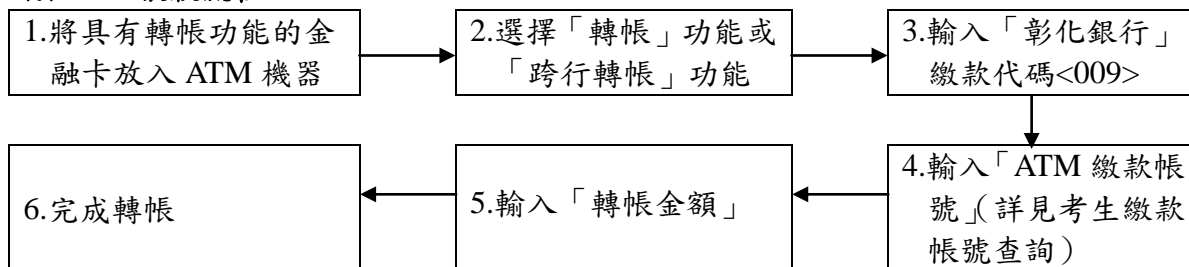 1.將具有轉帳功能的金
融卡放入 ATM 機器
2.選擇「轉帳」功能或
「跨行轉帳」功能
3.輸入「彰化銀行」
繳款代碼<009>
4.輸入「ATM 繳款帳
號」(詳見考生繳款
帳號查詢)
5.輸入「轉帳金額」
6.完成轉帳